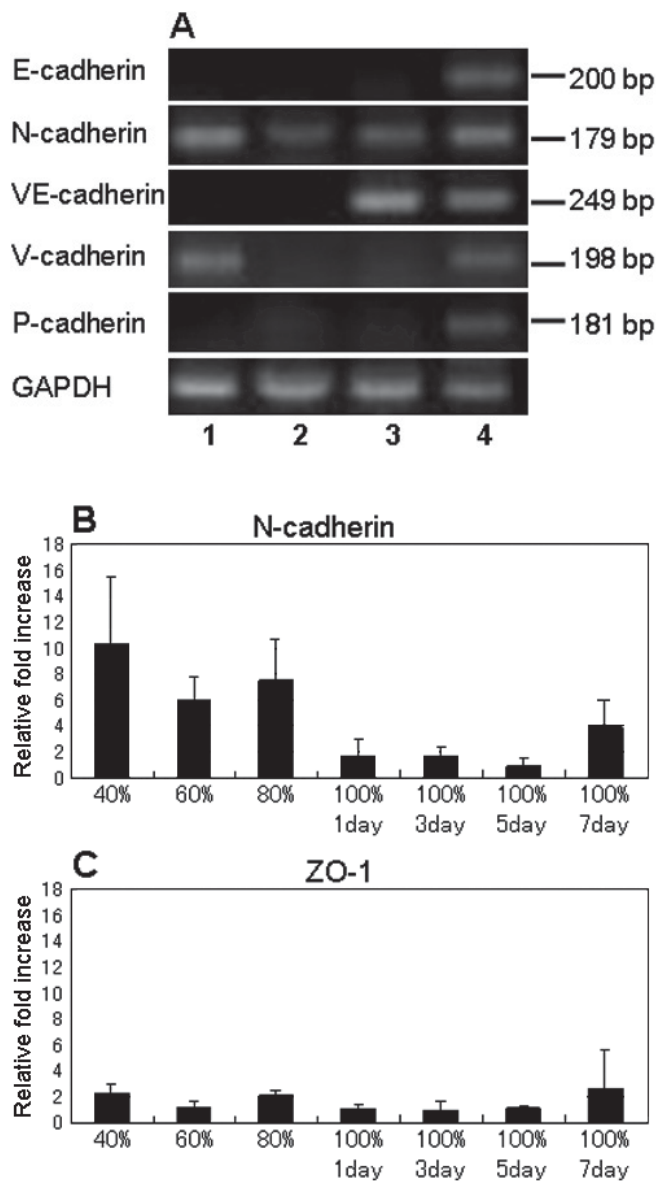 A
E-cadherin 200 bp
N-cadherin 179 bp
VE-cadherin 249 bp
V-cadherin 198 bp
P-cadherin 181 bp
GAPDH
1 2 3 4
B N-cadherin
Relative fold increase
18
16
14
12
10
8
6
4
2
0
40% 60% 80% 100% 100% 100% 100%
1day 3day 5day 7day
C ZO-1
Relative fold increase
18
16
14
12
10
8
6
4
2
0
40% 60% 80% 100% 100% 100% 100%
1day 3day 5day 7day